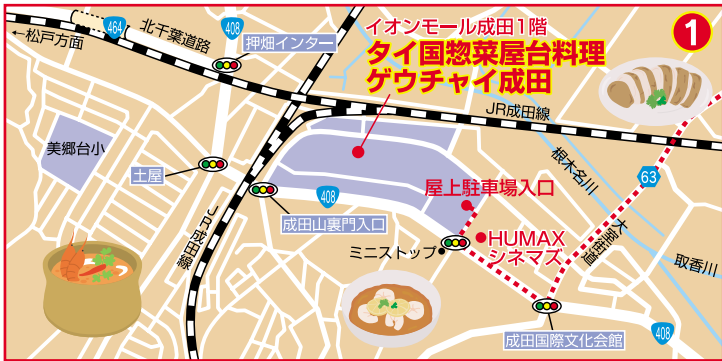 イオンモール成田1階
タイ国惣菜屋台料理
ゲウチャイ成田
1
464
北千葉道路
408
押畑インター
←松戸方面
JR成田線
美郷台小
土屋
根木名川
63
屋上駐車場入口
408
成田山裏門入口
JR成田線
HUMAX
シネマズ
ミニストップ
大室街道
取香川
成田国際文化会館
408